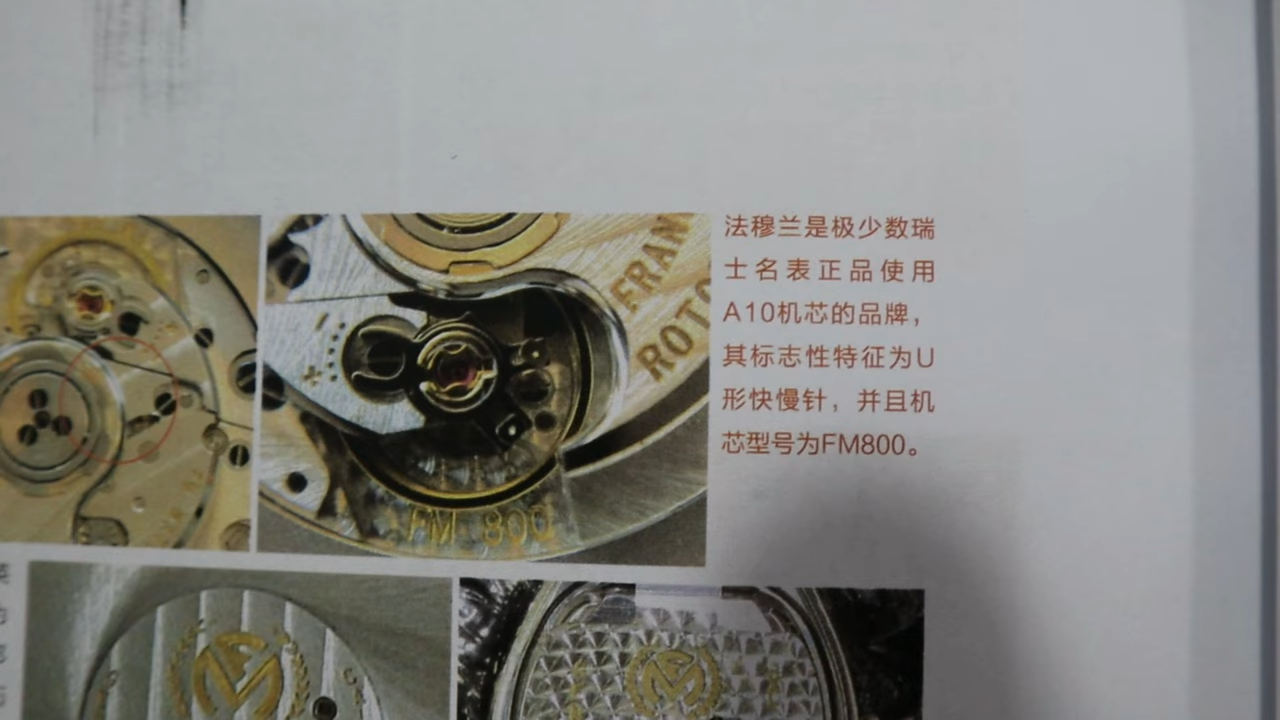 法穆兰是极少数瑞
士名表正品使用
A10机芯的品牌，
其标志性特征为U
形快慢针，并且机
芯型号为FM800。
FRAN
ROTO
FM 800